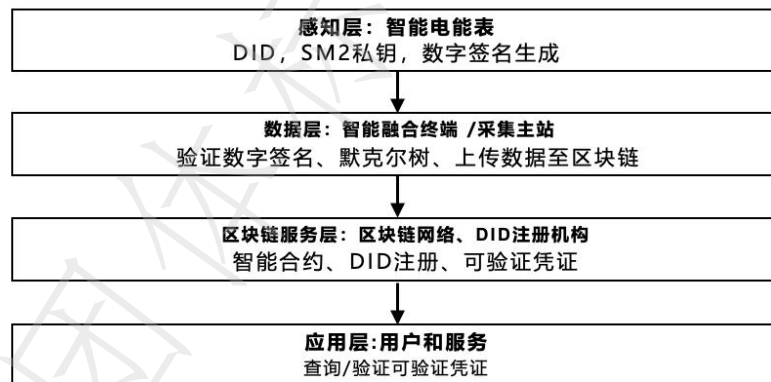 感知层：智能电能表
DID，SM2私钥，数字签名生成
数据层：智能融合终端 /采集主站
验证数字签名、默克尔树、上传数据至区块链
区块链服务层：区块链网络、DID注册机构
智能合约、DID注册、可验证凭证
应用层:用户和服务
查询/验证可验证凭证
团体标